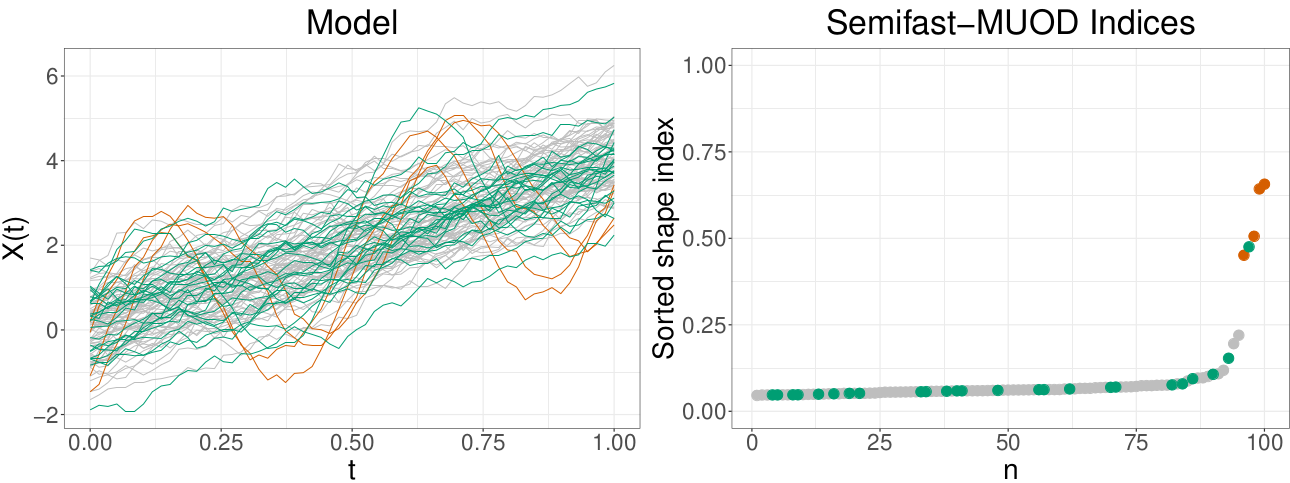 Model
X(t)
6
4
2
0
−2
0.00 0.25 0.50 0.75 1.00
t
Semifast−MUOD Indices
Sorted shape index
1.00
0.75
0.50
0.25
0.00
0 25 50 75 100
n